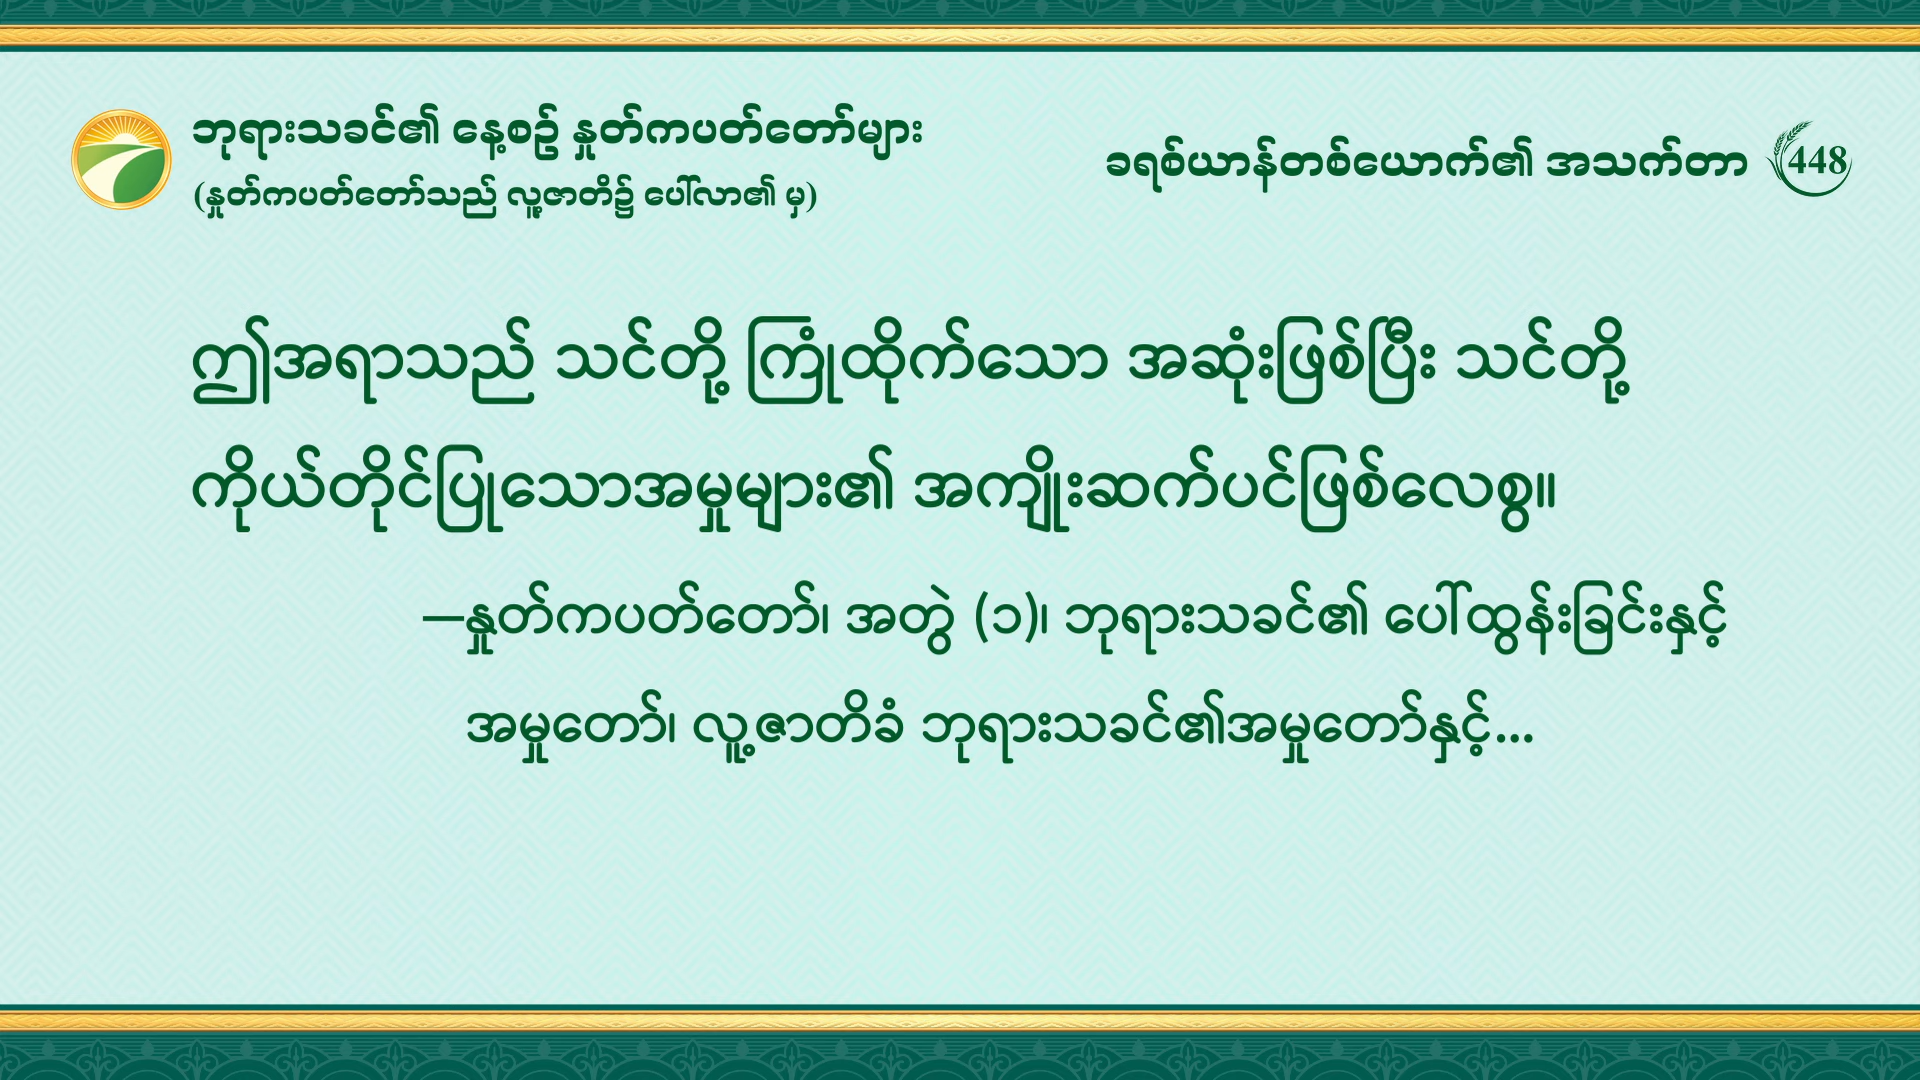 ဘုရားသခင်၏ နေ့စဉ် နှုတ်ကပတ်တော်များ
(နှုတ်ကပတ်တော်သည် လူ့ဇာတိ၌ ပေါ်လာ၏ မှ)
ခရစ်ယာန်တစ်ယောက်၏ အသက်တာ 448
ဤအရာသည် သင်တို့ ကြုံထိုက်သော အဆုံးဖြစ်ပြီး သင်တို့
ကိုယ်တိုင်ပြုသောအမှုများ၏ အကျိုးဆက်ပင်ဖြစ်လေစွ။
—နှုတ်ကပတ်တော်၊ အတွဲ (၁)၊ ဘုရားသခင်၏ ပေါ်ထွန်းခြင်းနှင့်
အမှုတော်၊ လူ့ဇာတိခံ ဘုရားသခင်၏အမှုတော်နှင့်...